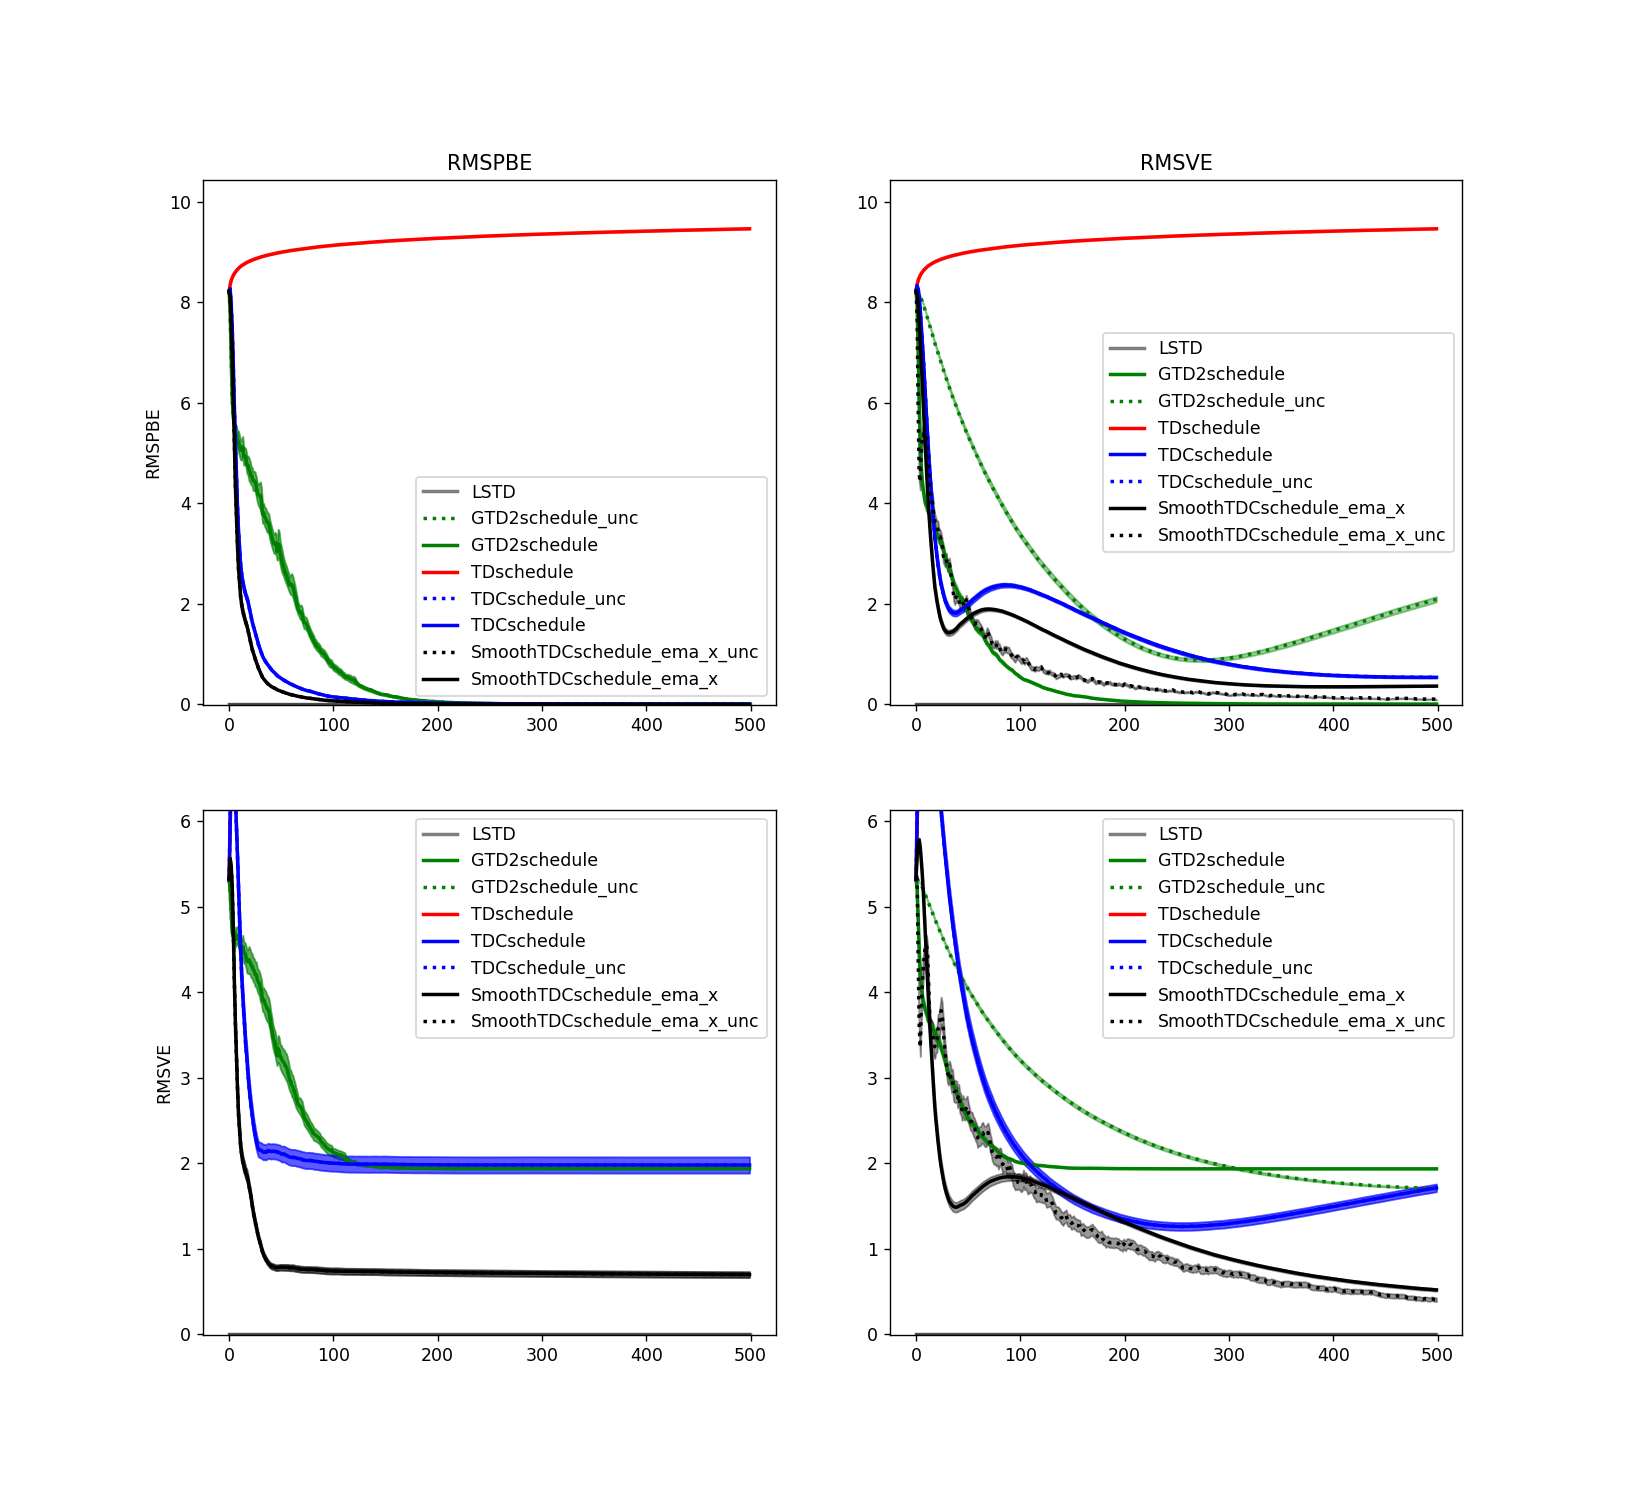 RMSPBE
RMSPBE
10
8
6
4
2
0
0 100 200 300 400 500
LSTD
GTD2schedule_unc
GTD2schedule
TDschedule
TDCschedule_unc
TDCschedule
SmoothTDCschedule_ema_x_unc
SmoothTDCschedule_ema_x
RMSVE
10
8
6
4
2
0
0 100 200 300 400 500
LSTD
GTD2schedule
GTD2schedule_unc
TDschedule
TDCschedule
TDCschedule_unc
SmoothTDCschedule_ema_x
SmoothTDCschedule_ema_x_unc
RMSVE
6
5
4
3
2
1
0
0 100 200 300 400 500
LSTD
GTD2schedule
GTD2schedule_unc
TDschedule
TDCschedule
TDCschedule_unc
SmoothTDCschedule_ema_x
SmoothTDCschedule_ema_x_unc
6
5
4
3
2
1
0
0 100 200 300 400 500
LSTD
GTD2schedule
GTD2schedule_unc
TDschedule
TDCschedule
TDCschedule_unc
SmoothTDCschedule_ema_x
SmoothTDCschedule_ema_x_unc